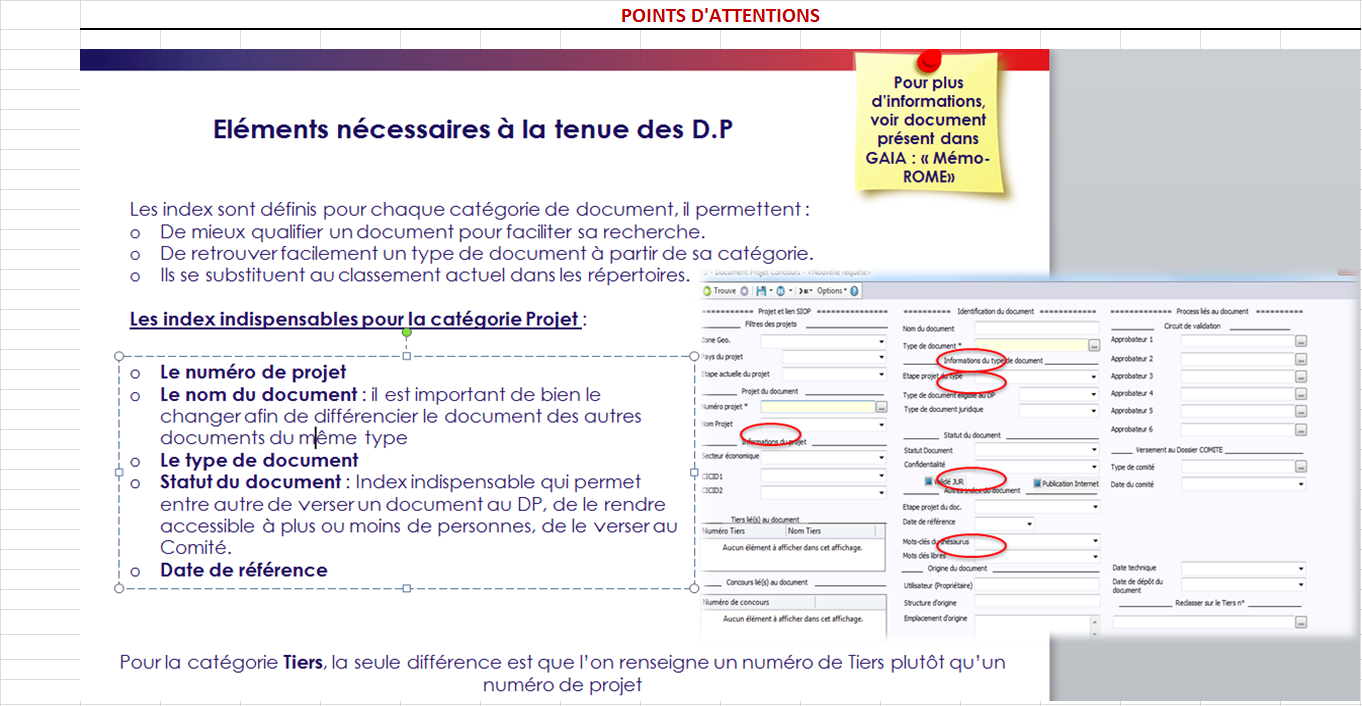 POINTS D'ATTENTIONS
Pour plus
d'informations,
voir document
présent dans
GAIA : « Mémo-
ROME»
Eléments nécessaires à la tenue des D.P
Les index sont définis pour chaque catégorie de document, il permettent :
o De mieux qualifier un document pour faciliter sa recherche.
o De retrouver facilement un type de document à partir de sa catégorie.
o Ils se substituent au classement actuel dans les répertoires.
Les index indispensables pour la catégorie Projet :
o Le numéro de projet
o Le nom du document : il est important de bien le
changer afin de différencier le document des autres
documents du même type
o Le type de document
o Statut du document : Index indispensable qui permet
entre autre de verser un document au DP, de le rendre
accessible à plus ou moins de personnes, de le verser au
Comité.
o Date de référence
- Document Projet Concours - <Nouvelle requête>
Trouve Options
Projet et lien SIOP
Filtres des projets
Zone Geo.
Pays du projet
Etape actuelle du projet
Projet du document
Numéro projet *
Nom Projet
Informations du projet
Secteur économique
CICID1
CICID2
Tiers lié(s) au document
Numéro Tiers Nom Tiers
Aucun élément à afficher dans cet affichage.
Concours lié(s) au document
Numéro de concours
Aucun élément à afficher dans cet affichage.
Identification du document
Nom du document
Type de document *
Informations du type de document
Etape projet du type
Type de document éligible au DP
Type de document juridique
Statut du document
Statut Document
Confidentialité
Validé JUR Publication Internet
Autres index du document
Etape projet du doc.
Date de référence
Mots-clés du thésaurus
Mots clés libres
Origine du document
Utilisateur (Propriétaire)
Structure d'origine
Emplacement d'origine
Process liés au document
Circuit de validation
Approbateur 1
Approbateur 2
Approbateur 3
Approbateur 4
Approbateur 5
Approbateur 6
Versement au Dossier COMITE
Type de comité
Date du comité
Date technique
Date de dépôt du
document
Reclasser sur le Tiers n°
Pour la catégorie Tiers, la seule différence est que l'on renseigne un numéro de Tiers plutôt qu'un
numéro de projet